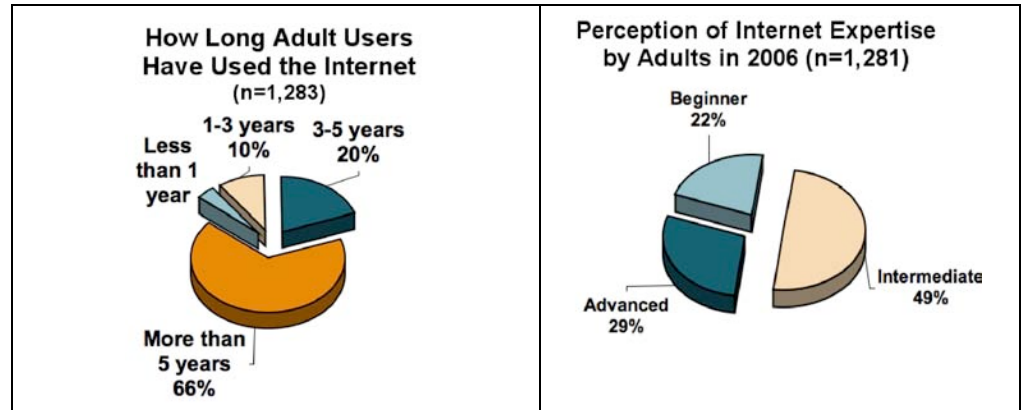 How Long Adult Users
Have Used the Internet
(n=1,283)
1-3 years
10%
3-5 years
20%
Less
than 1
year
More than
5 years
66%
Perception of Internet Expertise
by Adults in 2006 (n=1,281)
Beginner
22%
Intermediate
49%
Advanced
29%